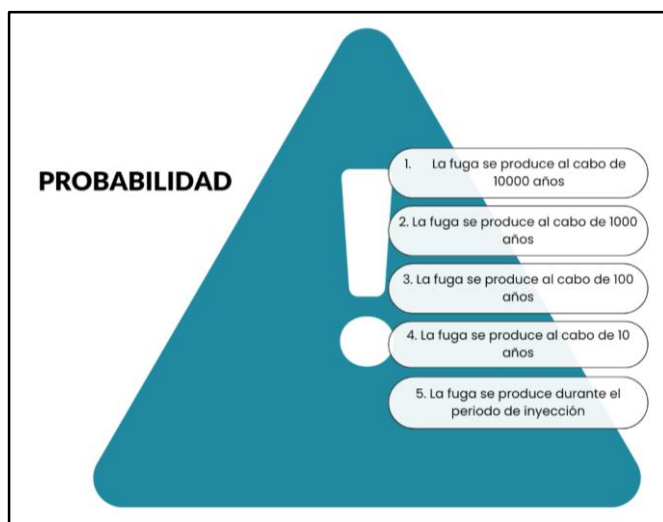 PROBABILIDAD
1. La fuga se produce al cabo de
10000 años
2. La fuga se produce al cabo de 1000
años
3. La fuga se produce al cabo de 100
años
4. La fuga se produce al cabo de 10
años
5. La fuga se produce durante el
periodo de inyección